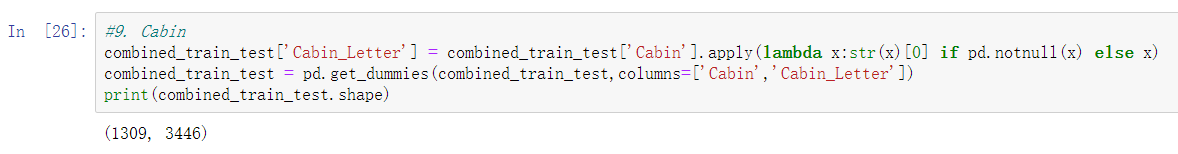 In [26]: #9. Cabin
combined_train_test['Cabin_Letter'] = combined_train_test['Cabin'].apply(lambda x:str(x)[0] if pd.notnull(x) else x)
combined_train_test = pd.get_dummies(combined_train_test,columns=['Cabin','Cabin_Letter'])
print(combined_train_test.shape)
(1309, 3446)